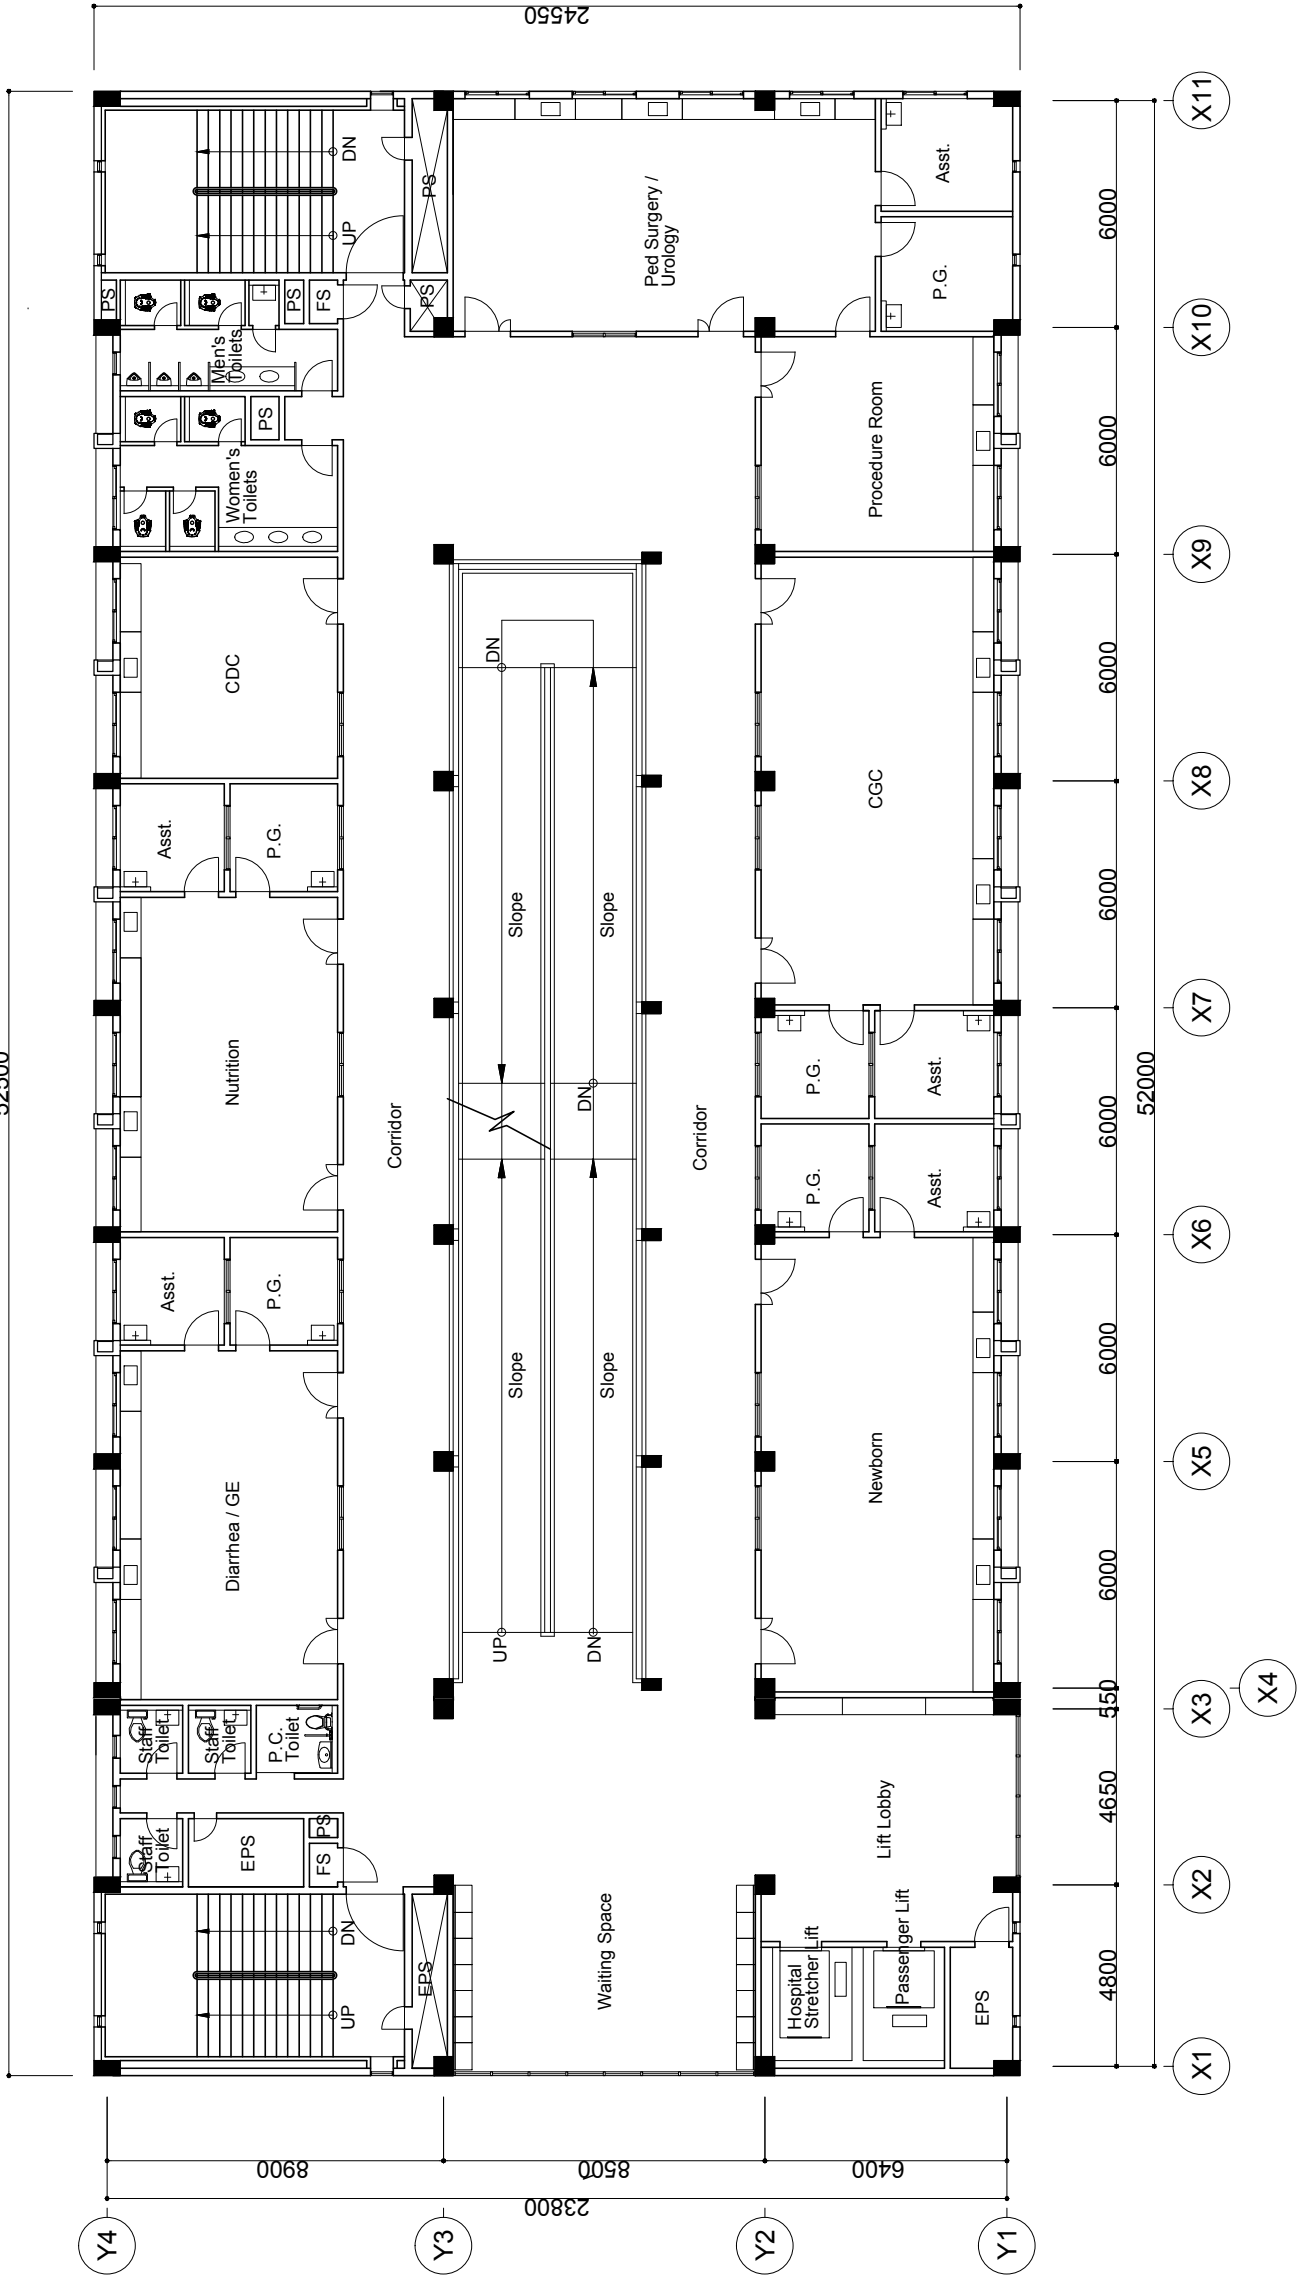 24550
52500
DN
UP
PS
PS
PS
FS
PS
Men's
Toilets
PS
Women's
Toilets
Ped Surgery /
Urology
Asst.
P.G.
Procedure Room
CDC
Asst.
P.G.
Nutrition
Asst.
P.G.
Diarrhea / GE
Corridor
DN
Slope
Slope
DN
Slope
Slope
UP
DN
Corridor
CGC
P.G.
Asst.
P.G.
Asst.
Newborn
Staff
Toilet
Staff
Toilet
P.C.
Toilet
Staff
Toilet
EPS
PS
FS
DN
UP
EPS
Waiting Space
Lift Lobby
Hospital
Stretcher Lift
Passenger Lift
EPS
6000
6000
6000
6000
6000
6000
6000
550
4650
4800
52000
X11
X10
X9
X8
X7
X6
X5
X4
X3
X2
X1
8900
8500
6400
23800
Y4
Y3
Y2
Y1